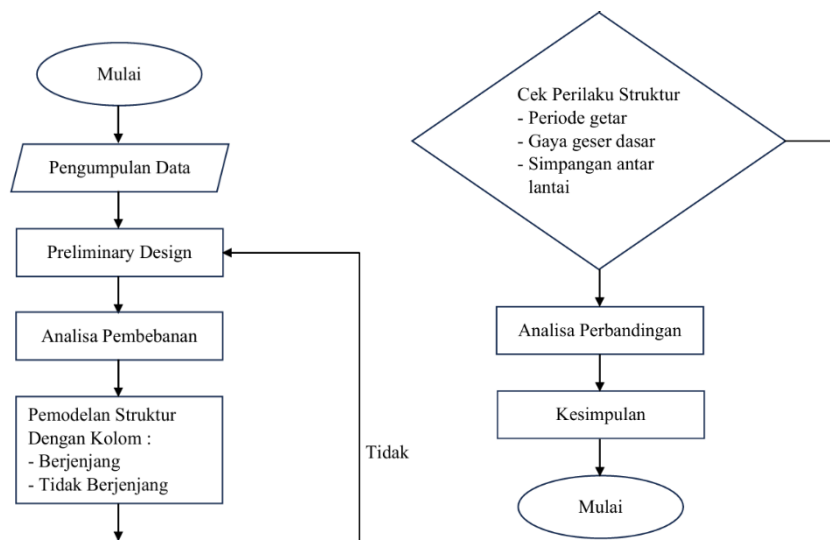 Mulai
Pengumpulan Data
Preliminary Design
Analisa Pembebanan
Pemodelan Struktur
Dengan Kolom :
- Berjenjang
- Tidak Berjenjang
Tidak
Cek Perilaku Struktur
- Periode getar
- Gaya geser dasar
- Simpangan antar
lantai
Analisa Perbandingan
Kesimpulan
Mulai